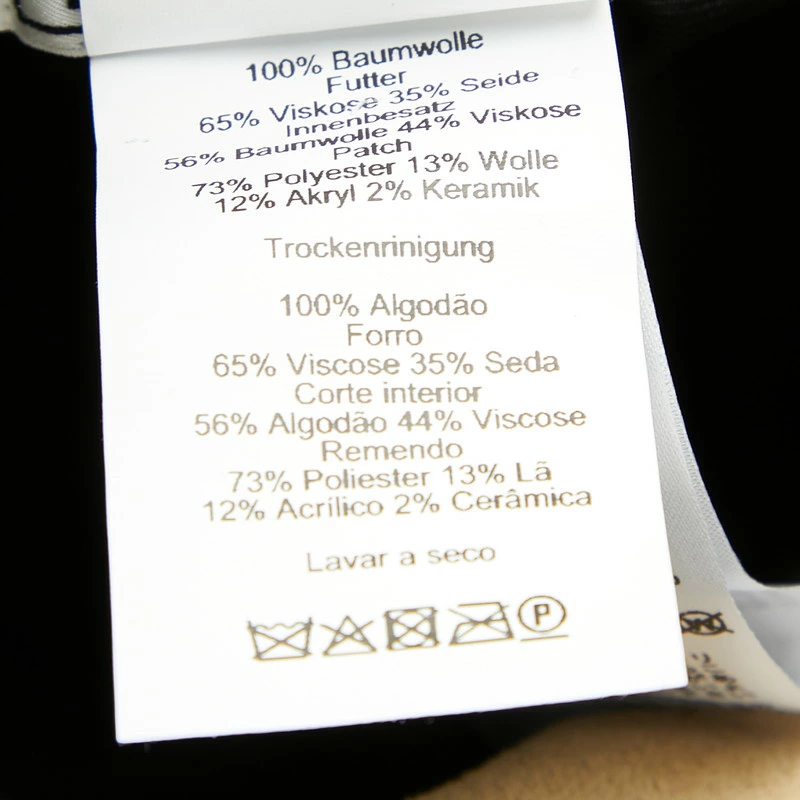 100% Baumwolle
Futter
65% Viskose 35% Seide
Innenbesatz
56% Baumwolle 44% Viskose
Patch
73% Polyester 13% Wolle
12% Akryl 2% Keramik
Trockenrinigung
100% Algodão
Forro
65% Viscose 35% Seda
Corte interior
56% Algodão 44% Viscose
Remendo
73% Poliester 13% Lã
12% Acrílico 2% Cerâmica
Lavar a seco
P